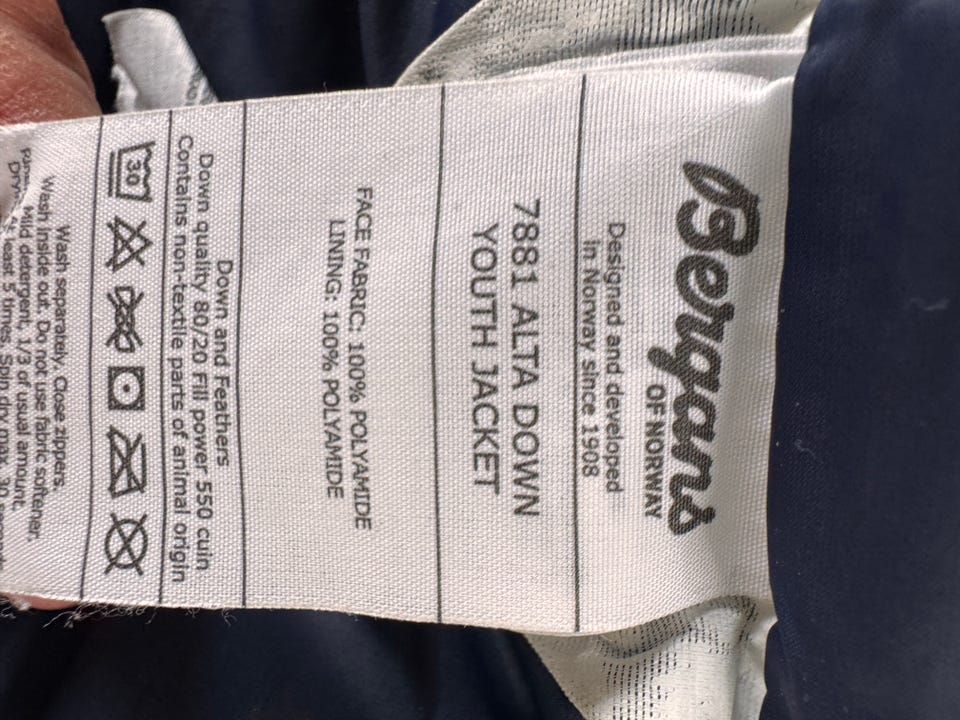 Bergans
OF NORWAY
Designed and developed
in Norway since 1908
7881 ALTA DOWN
YOUTH JACKET
FACE FABRIC: 100% POLYAMIDE
LINING: 100% POLYAMIDE
Down and Feathers
Down quality 80/20 Fill power 550 cuin
Contains non-textile parts of animal origin
30
Wash separately. Close zippers.
Wash inside out. Do not use fabric softener.
Mild detergent, 1/3 of usual amount.
least 5 times. Spin dry max. 30